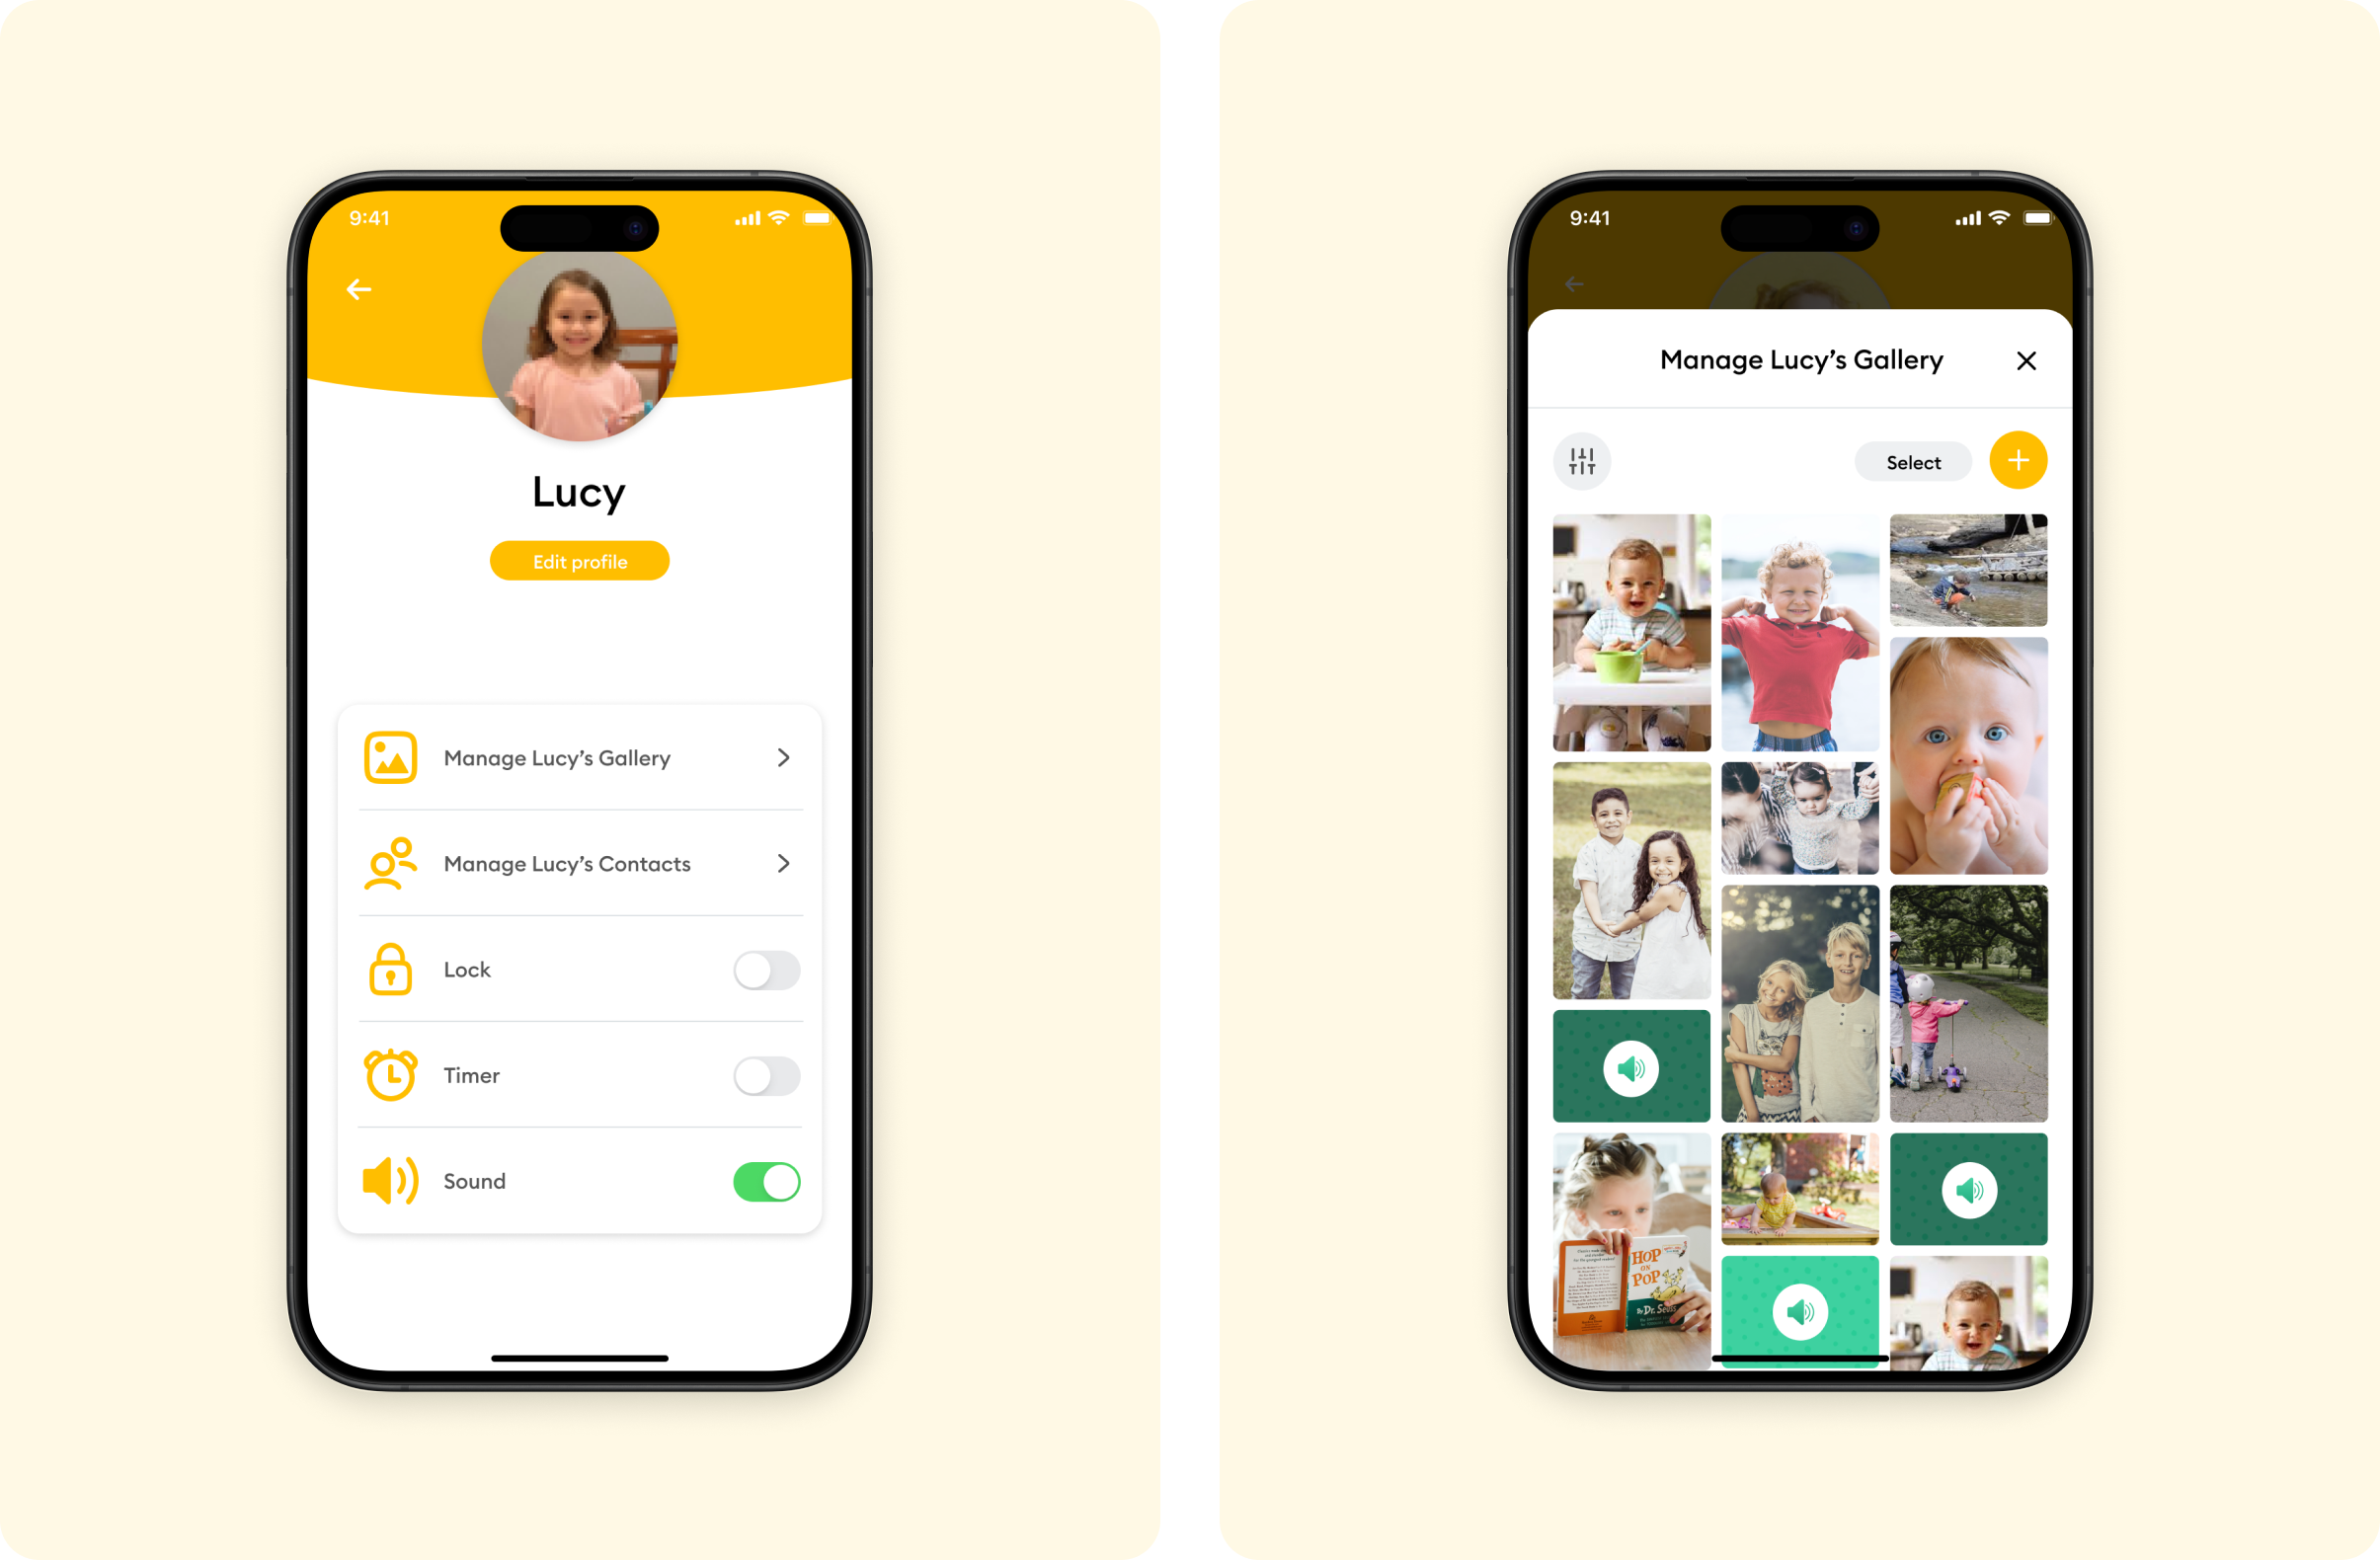 9:41
Lucy
Edit profile
Manage Lucy's Gallery
Manage Lucy's Contacts
Lock
Timer
Sound
9:41
Manage Lucy's Gallery
Select
HOP
ON
POP
By Dr. Seuss